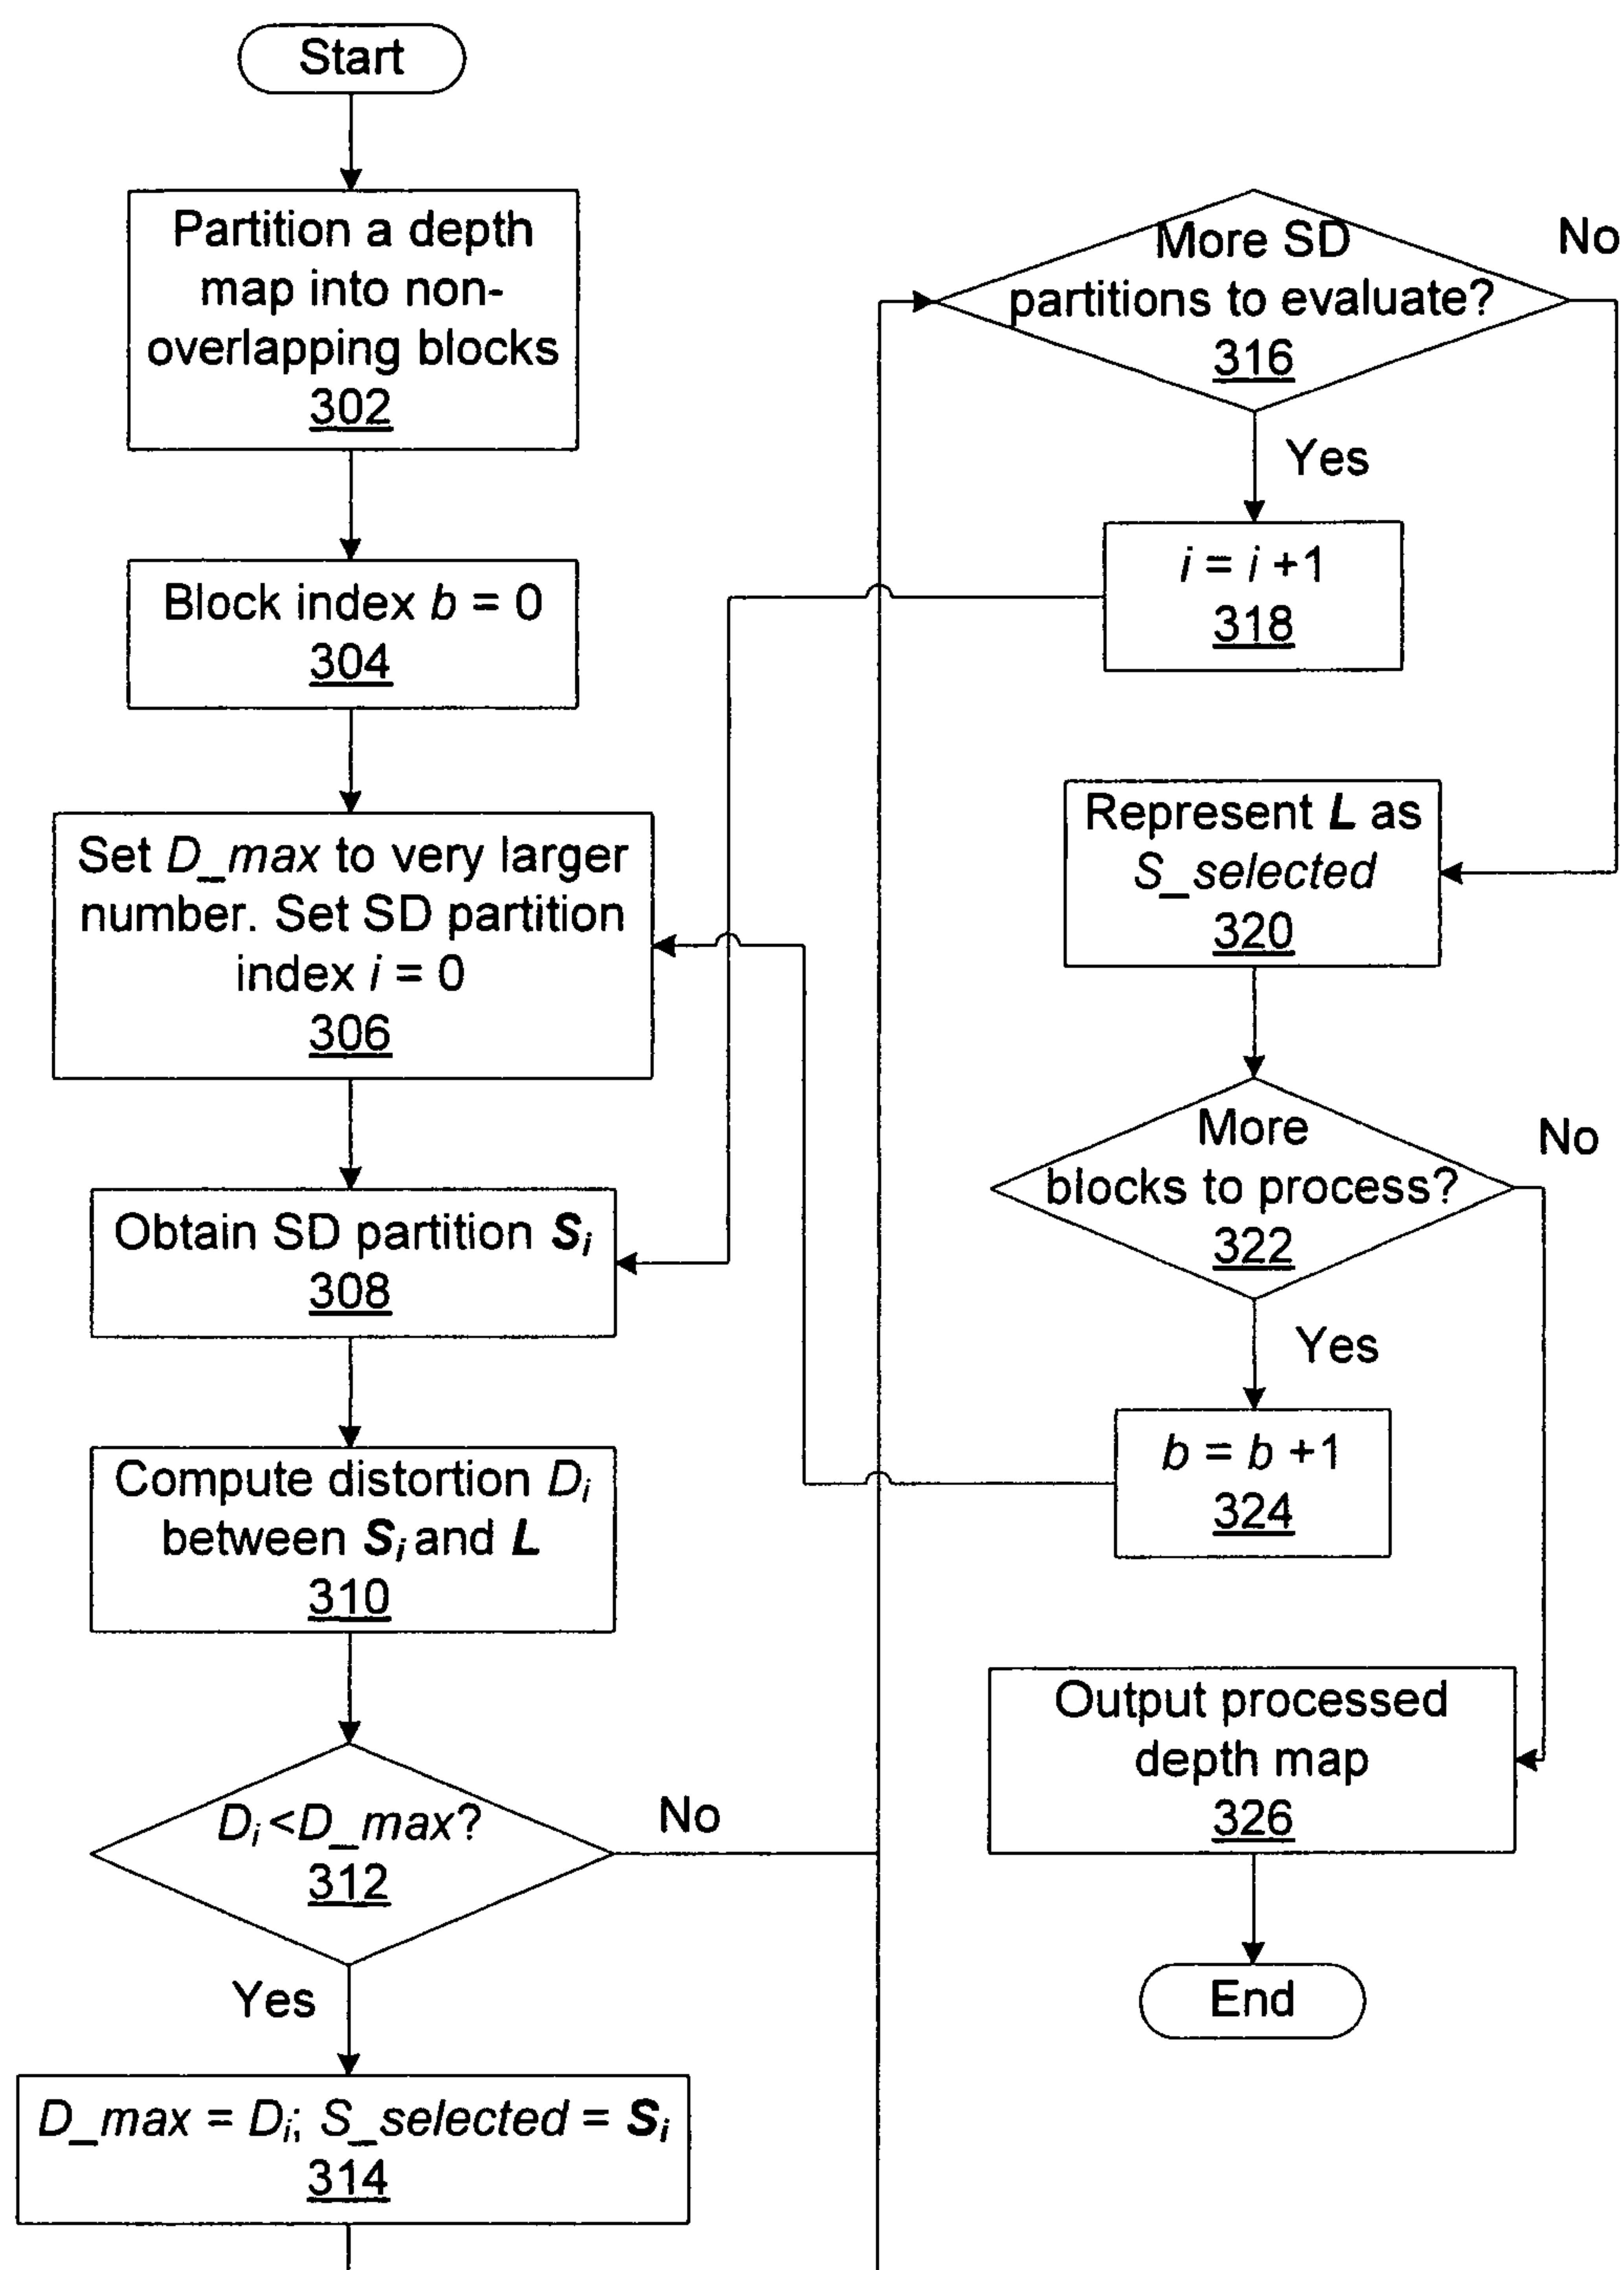 Start
Partition a depth
map into non-
overlapping blocks
302
Block index b = 0
304
Set D_max to very larger
number. Set SD partition
index i = 0
306
Obtain SD partition Si
308
Compute distortion Di
between Si and L
310
Di <D_max?
312
No
Yes
D_max = Di; S_selected = Si
314
More SD
partitions to evaluate?
316
No
Yes
i = i +1
318
Represent L as
S_selected
320
More
blocks to process?
322
No
Yes
b = b +1
324
Output processed
depth map
326
End